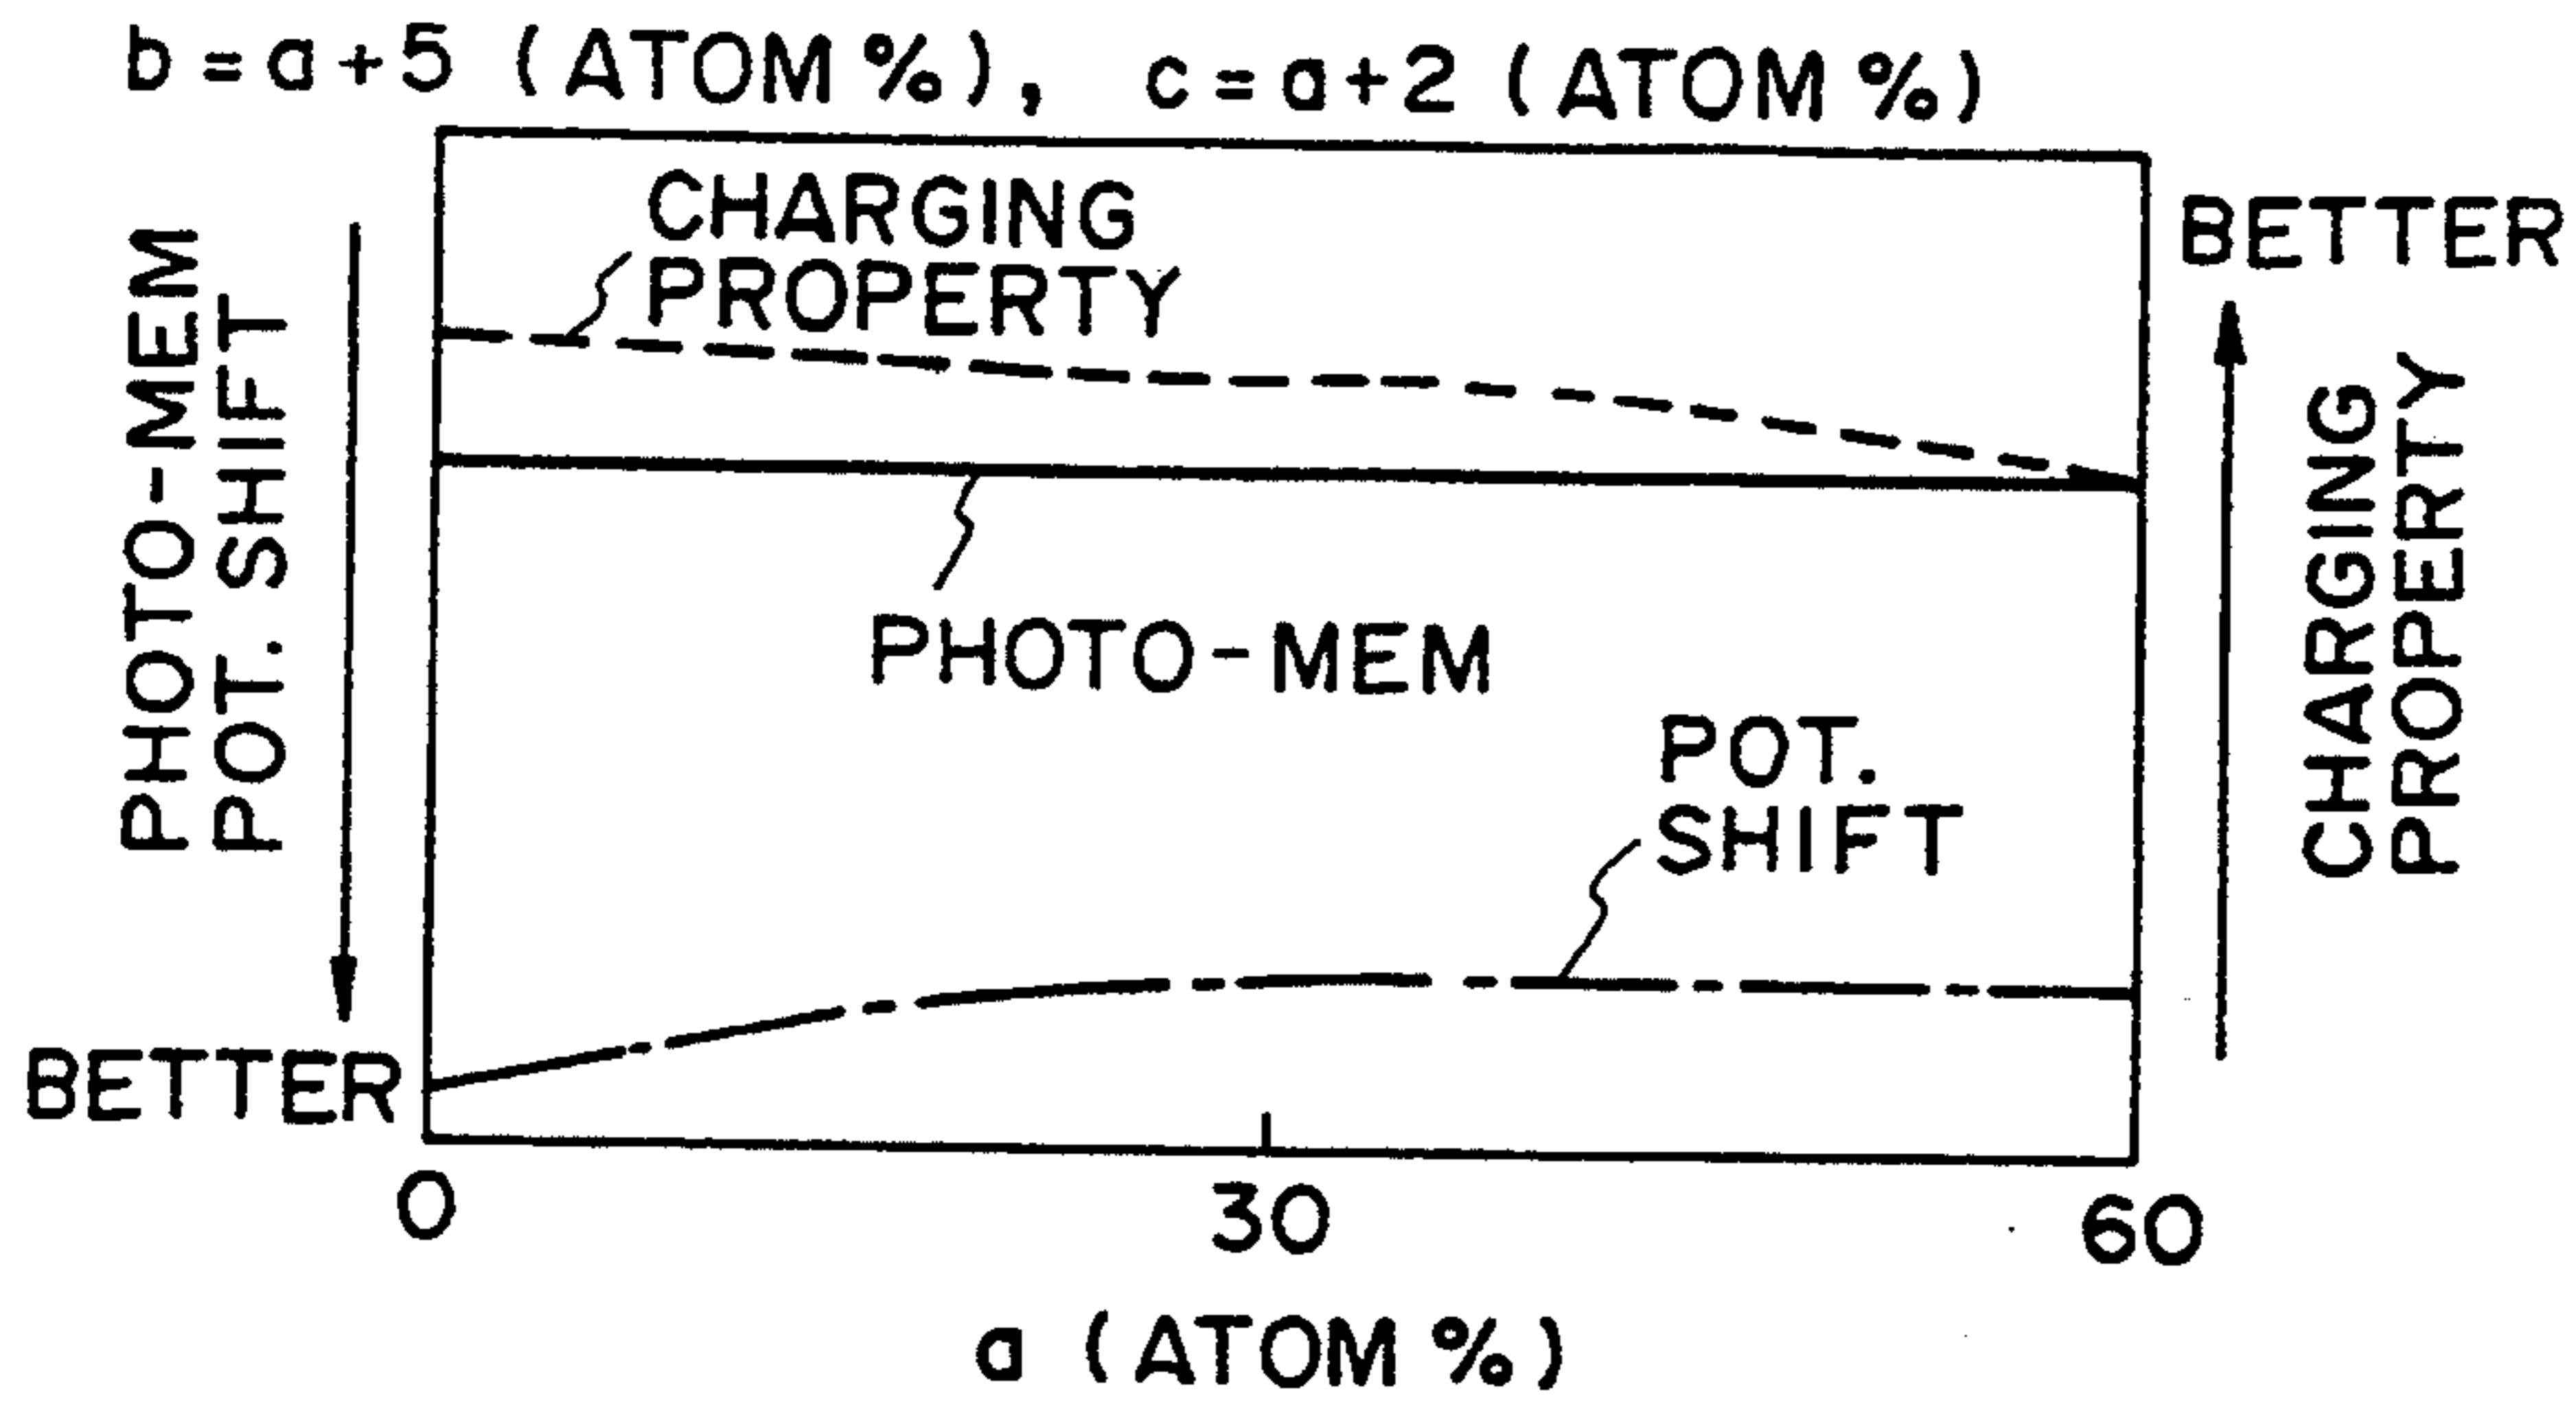 b = a + 5 (ATOM %), c = a + 2 (ATOM %)
CHARGING
PROPERTY
BETTER
PHOTO-MEM
POT. SHIFT
CHARGING
PROPERTY
PHOTO-MEM
POT.
SHIFT
BETTER
0
30
60
a (ATOM %)